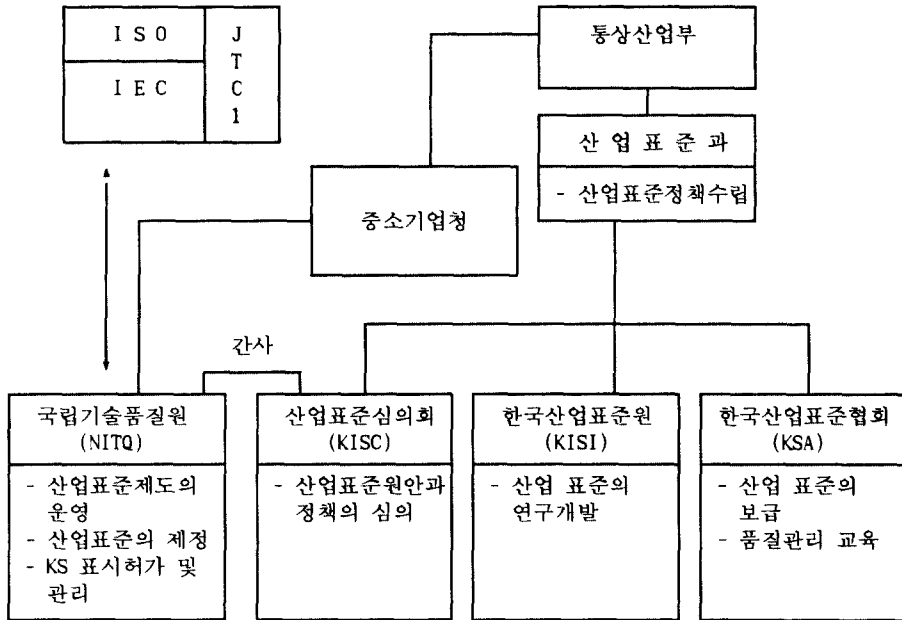 I S O
I E C
J
T
C
1
통상산업부
산 업 표 준 과
- 산업표준정책수립
중소기업청
간사
국립기술품질원
(NITQ)
- 산업표준제도의
운영
- 산업표준의 제정
- KS 표시허가 및
관리
산업표준심의회
(KISC)
- 산업표준원안과
정책의 심의
한국산업표준원
(KISI)
- 산업 표준의
연구개발
한국산업표준협회
(KSA)
- 산업 표준의
보급
- 품질관리 교육